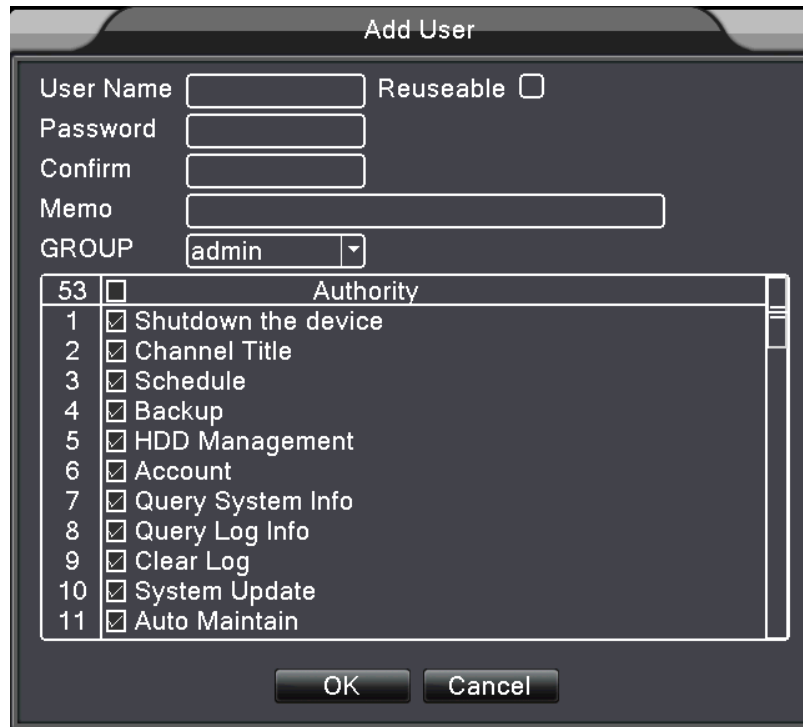 Add User
User Name Reuseable
Password
Confirm
Memo
GROUP admin
53 Authority
1 Shutdown the device
2 Channel Title
3 Schedule
4 Backup
5 HDD Management
6 Account
7 Query System Info
8 Query Log Info
9 Clear Log
10 System Update
11 Auto Maintain
OK Cancel